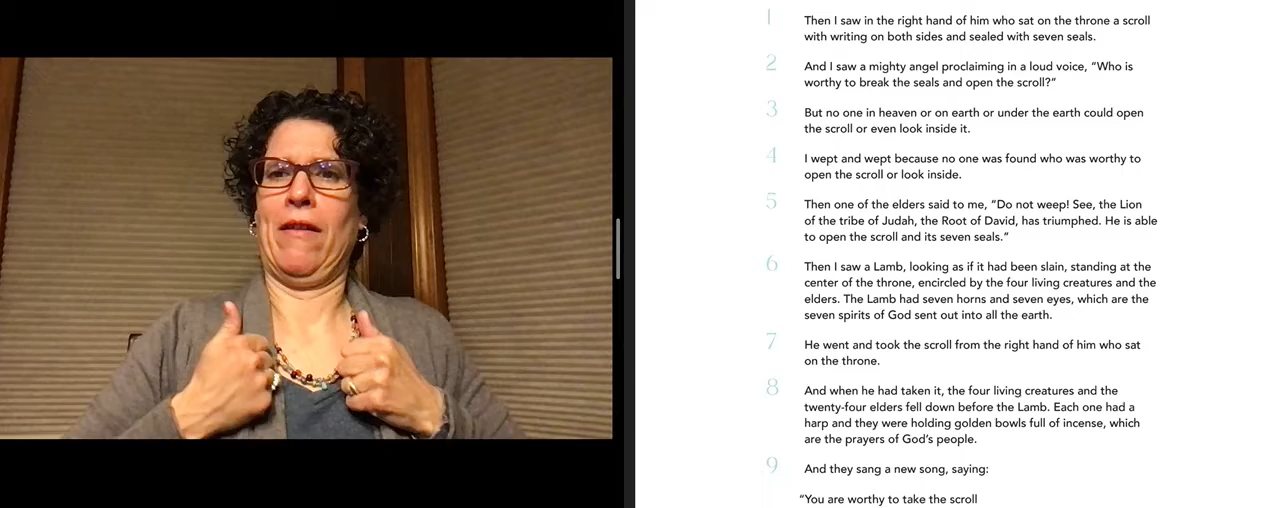 1 Then I saw in the right hand of him who sat on the throne a scroll
with writing on both sides and sealed with seven seals.
2 And I saw a mighty angel proclaiming in a loud voice, “Who is
worthy to break the seals and open the scroll?”
3 But no one in heaven or on earth or under the earth could open
the scroll or even look inside it.
4 I wept and wept because no one was found who was worthy to
open the scroll or look inside.
5 Then one of the elders said to me, “Do not weep! See, the Lion
of the tribe of Judah, the Root of David, has triumphed. He is able
to open the scroll and its seven seals.”
6 Then I saw a Lamb, looking as if it had been slain, standing at the
center of the throne, encircled by the four living creatures and the
elders. The Lamb had seven horns and seven eyes, which are the
seven spirits of God sent out into all the earth.
7 He went and took the scroll from the right hand of him who sat
on the throne.
8 And when he had taken it, the four living creatures and the
twenty-four elders fell down before the Lamb. Each one had a
harp and they were holding golden bowls full of incense, which
are the prayers of God’s people.
9 And they sang a new song, saying:
“You are worthy to take the scroll